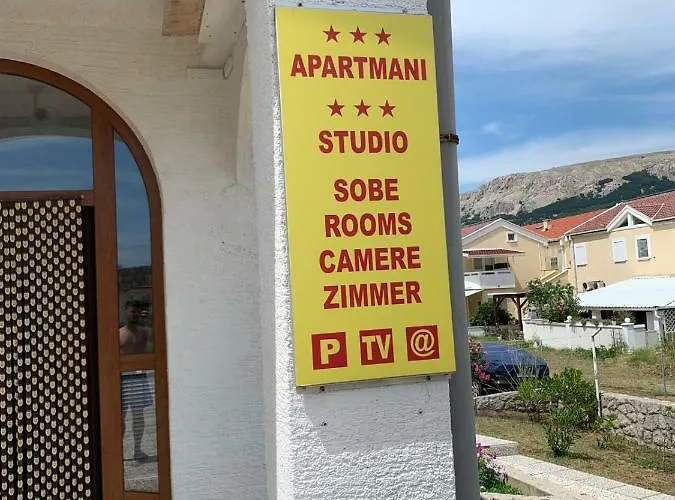 ★★★
APARTMANI
★★★
STUDIO
SOBE
ROOMS
CAMERE
ZIMMER
P TV @